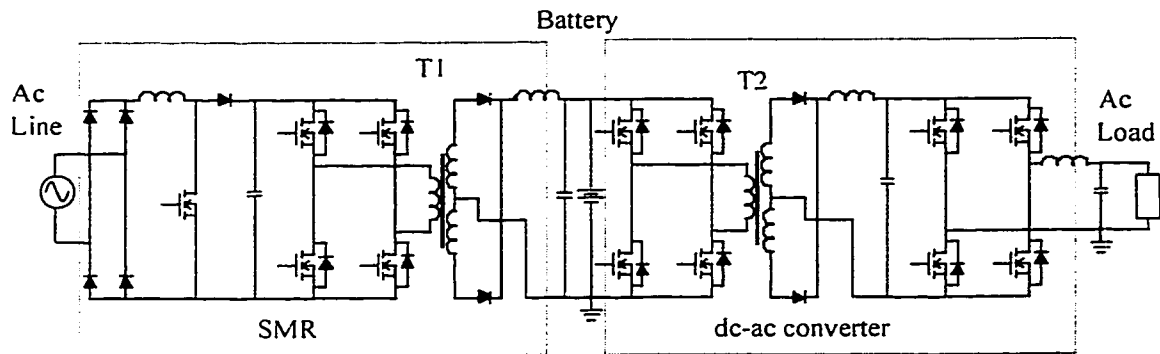 Battery
T1
T2
Ac
Line
Ac
Load
SMR
dc-ac converter